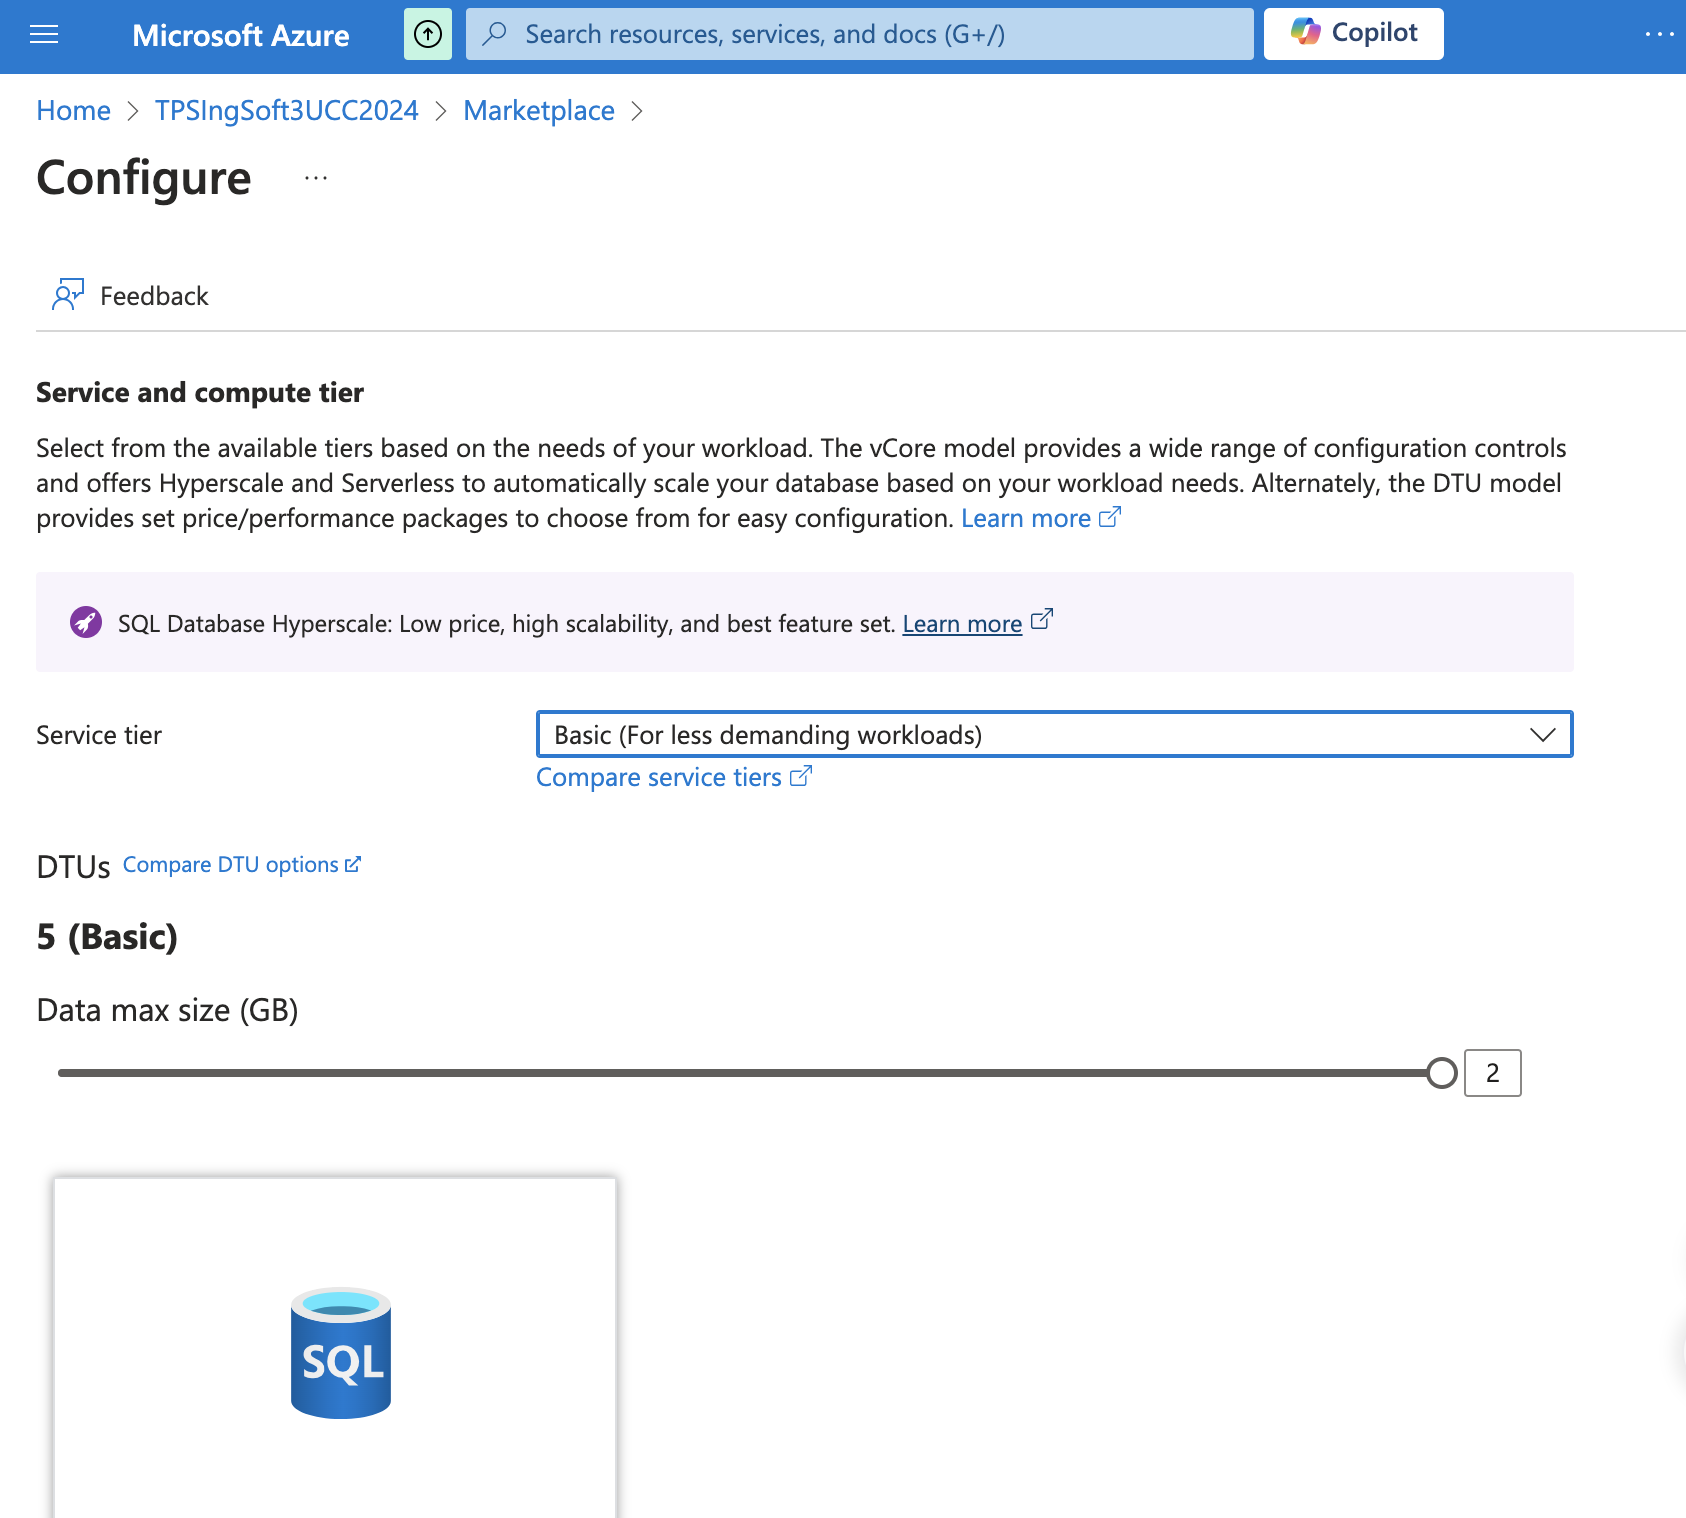 Microsoft Azure
Search resources, services, and docs (G+/)
Copilot
...
Home > TPSIngSoft3UCC2024 > Marketplace >
Configure ...
Feedback
Service and compute tier
Select from the available tiers based on the needs of your workload. The vCore model provides a wide range of configuration controls
and offers Hyperscale and Serverless to automatically scale your database based on your workload needs. Alternately, the DTU model
provides set price/performance packages to choose from for easy configuration. Learn more
SQL Database Hyperscale: Low price, high scalability, and best feature set. Learn more
Service tier
Basic (For less demanding workloads)
Compare service tiers
DTUs Compare DTU options
5 (Basic)
Data max size (GB)
2
SQL